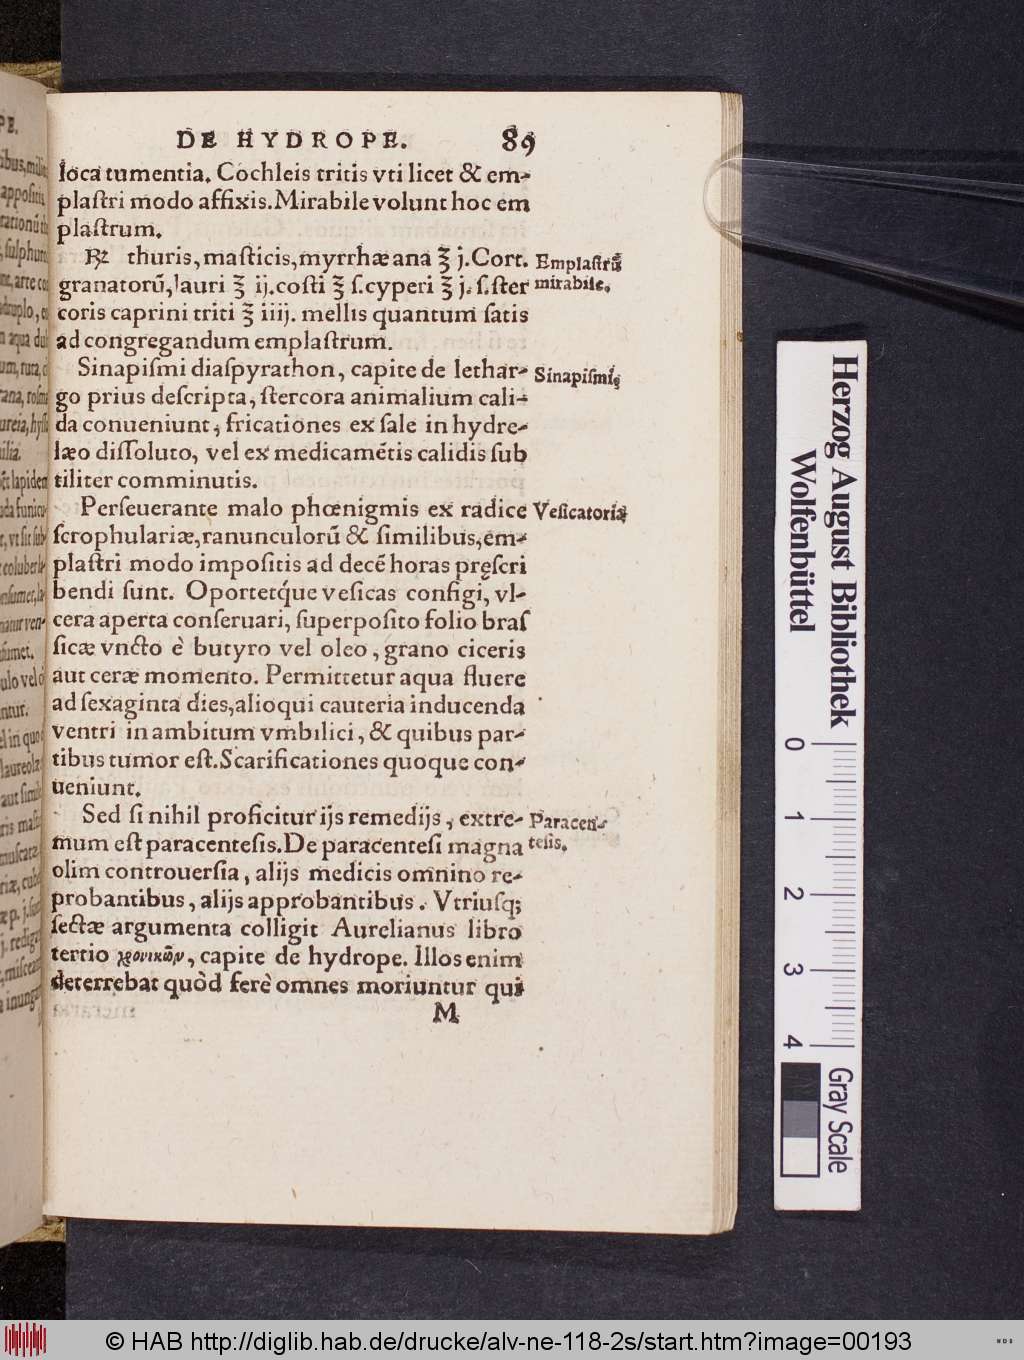 DE HYDROPE. 89
loca tumentia. Cochleis tritis vti licet & em-
plaſtri modo affixis. Mirabile volunt hoc em
plaſtrum.
℞ thuris, maſticis, myrrhæ ana ℥ j. Cort.
granatorũ, lauri ℥ ij. coſti ℥ ſ. cyperi ℥ j. ſ. ſter
coris caprini triti ℥ iiij. mellis quantum ſatis
ad congregandum emplaſtrum.
Emplaſtrũ
mirabile.
Sinapiſmi diaſpyrathon, capite de lethar-
go prius deſcripta, ſtercora animalium cali-
da conueniunt, fricationes ex ſale in hydre-
læo diſſoluto, vel ex medicamẽtis calidis ſub
tiliter comminutis.
Sinapiſmi
Perſeuerante malo phœnigmis ex radice
ſcrophulariæ, ranunculorũ & ſimilibus, em-
plaſtri modo impoſitis ad decẽ horas pręſcri
bendi ſunt. Oportetq́ue veſicas configi, vl-
cera aperta conſeruari, ſuperpoſito folio braſ
ſicæ vncto è butyro vel oleo, grano ciceris
aut ceræ momento. Permittetur aqua fluere
ad ſexaginta dies, alioqui cauteria inducenda
ventri in ambitum vmbilici, & quibus par-
tibus tumor eſt. Scarificationes quoque con-
ueniunt.
Veſicatoria
Sed ſi nihil proficitur ijs remedijs, extre-
mum eſt paracenteſis. De paracenteſi magna
olim controuerſia, alijs medicis omnino re-
probantibus, alijs approbantibus. Vtriuſq;
ſectæ argumenta colligit Aurelianus libro
tertio χρονικῶν, capite de hydrope. Illos enim
deterrebat quòd ferè omnes moriuntur qui
Paracen-
teſis.
M
Herzog August Bibliothek
Wolfenbüttel
0 1 2 3 4
Gray Scale
© HAB http://diglib.hab.de/drucke/alv-ne-118-2s/start.htm?image=00193